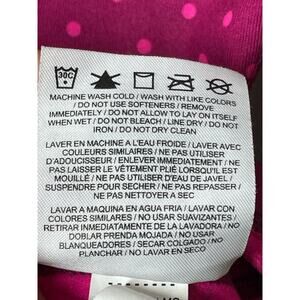 30C
MACHINE WASH COLD / WASH WITH LIKE COLORS
/ DO NOT USE SOFTENERS / REMOVE
IMMEDIATELY / DO NOT ALLOW TO LAY ON ITSELF
WHEN WET / DO NOT BLEACH / LINE DRY / DO NOT
IRON / DO NOT DRY CLEAN
LAVER EN MACHINE A L'EAU FROIDE / LAVER AVEC
COULEURS SIMILAIRES / NE PAS UTILISER
D'ADOUCISSEUR / ENLEVER IMMEDIATEMENT / NE
PAS LAISSER LE VÊTEMENT PLIÉ LORSQU'IL EST
MOUILLÉ / NE PAS UTILISER D'EAU DE JAVEL /
SUSPENDRE POUR SECHER / NE PAS REPASSER /
NE PAS NETTOYER A SEC
LAVAR A MAQUINA EN AGUA FRIA / LAVAR CON
COLORES SIMILARES / NO USAR SUAVIZANTES /
RETIRAR INMEDIATAMENTE DE LA LAVADORA / NO
DOBLAR PRENDA MOJADA / NO USAR
BLANQUEADORES / SECAR COLGADO / NO
PLANCHAR / NO LAVAR EN SECO